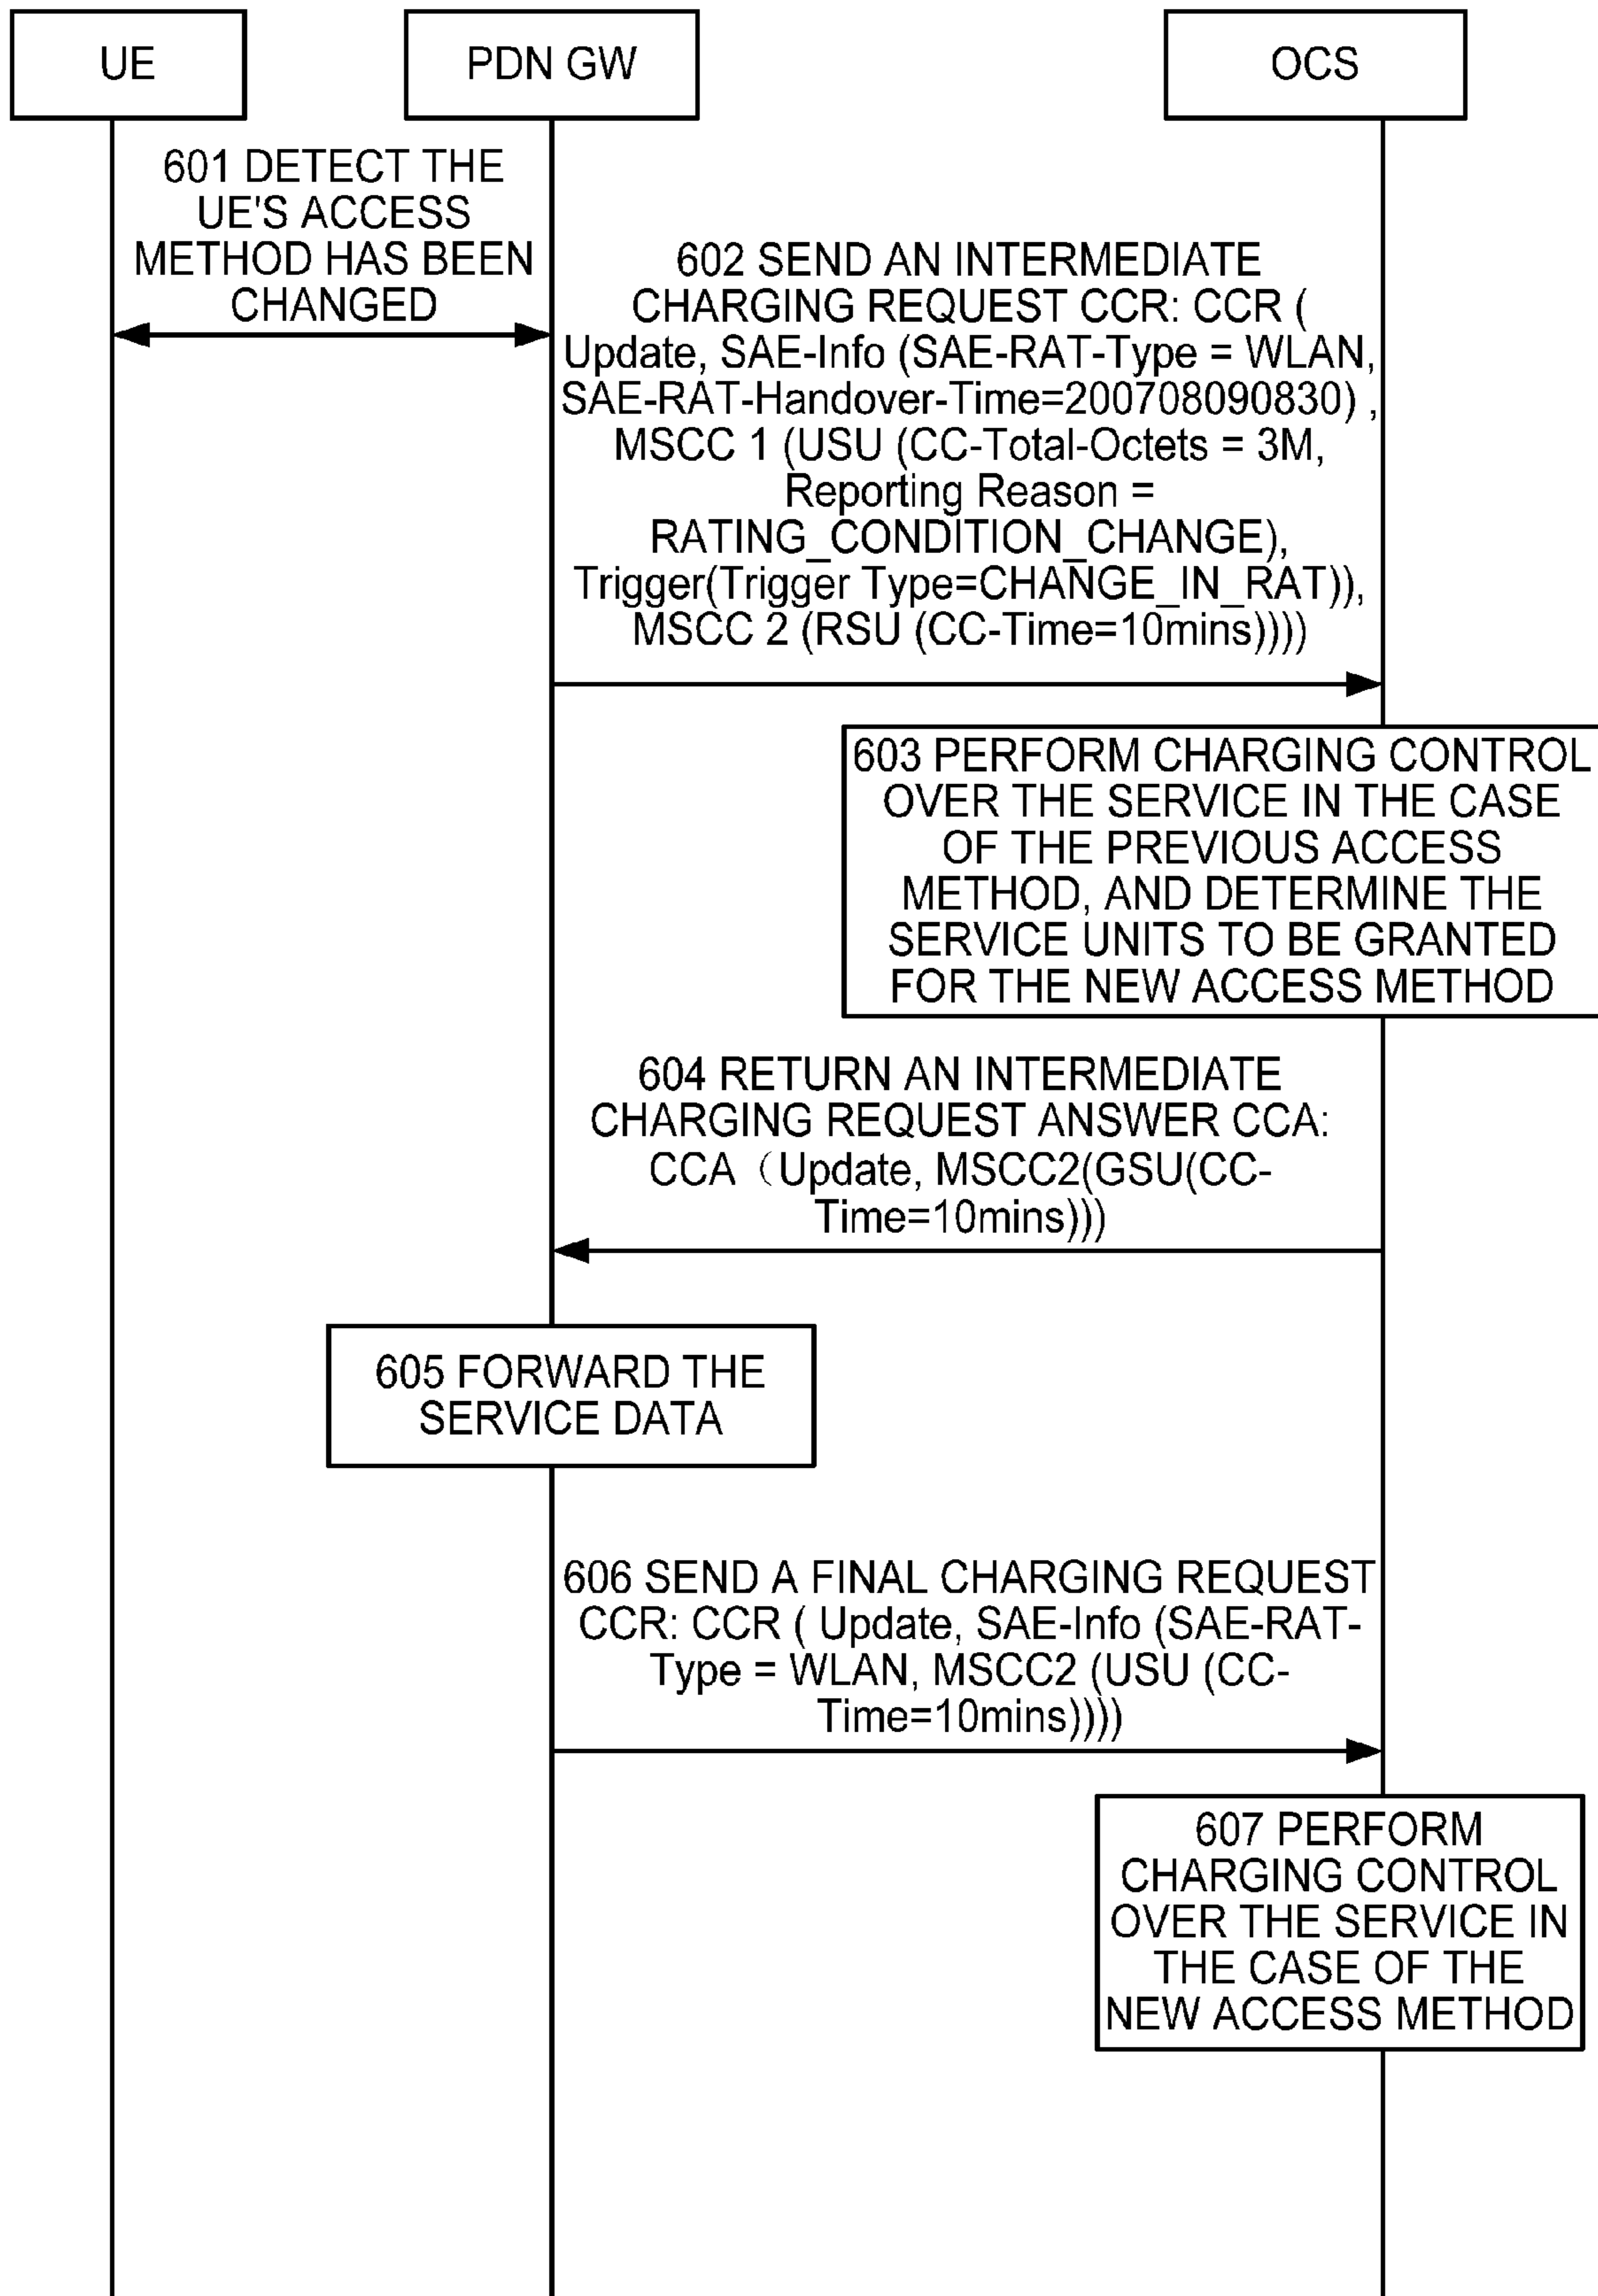 UE
PDN GW
OCS
601 DETECT THE
UE'S ACCESS
METHOD HAS BEEN
CHANGED
602 SEND AN INTERMEDIATE
CHARGING REQUEST CCR: CCR (
Update, SAE-Info (SAE-RAT-Type = WLAN,
SAE-RAT-Handover-Time=200708090830) ,
MSCC 1 (USU (CC-Total-Octets = 3M,
Reporting Reason =
RATING_CONDITION_CHANGE),
Trigger(Trigger Type=CHANGE_IN_RAT)),
MSCC 2 (RSU (CC-Time=10mins))))
603 PERFORM CHARGING CONTROL
OVER THE SERVICE IN THE CASE
OF THE PREVIOUS ACCESS
METHOD, AND DETERMINE THE
SERVICE UNITS TO BE GRANTED
FOR THE NEW ACCESS METHOD
604 RETURN AN INTERMEDIATE
CHARGING REQUEST ANSWER CCA:
CCA（Update, MSCC2(GSU(CC-
Time=10mins)))
605 FORWARD THE
SERVICE DATA
606 SEND A FINAL CHARGING REQUEST
CCR: CCR ( Update, SAE-Info (SAE-RAT-
Type = WLAN, MSCC2 (USU (CC-
Time=10mins))))
607 PERFORM
CHARGING CONTROL
OVER THE SERVICE IN
THE CASE OF THE
NEW ACCESS METHOD